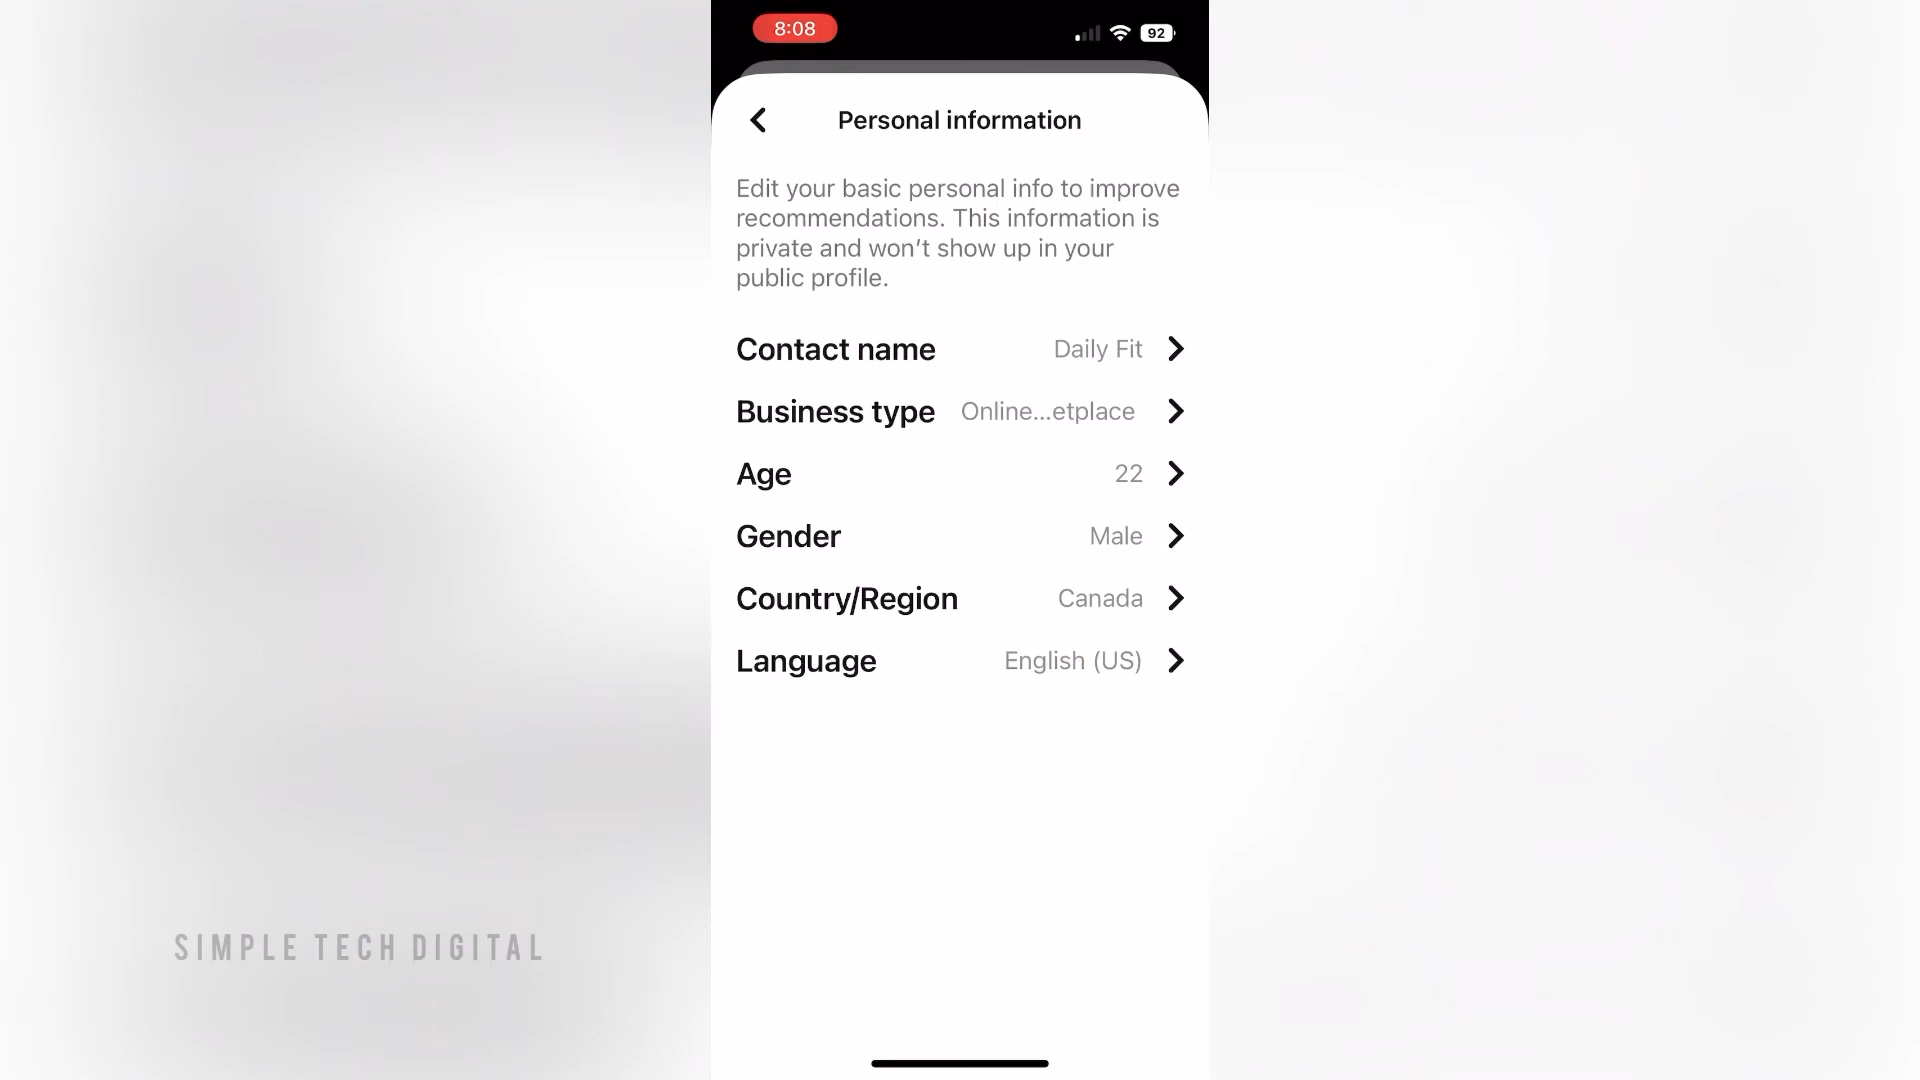 8:08
92
Personal information
Edit your basic personal info to improve
recommendations. This information is
private and won't show up in your
public profile.
Contact name Daily Fit
Business type Online...etplace
Age 22
Gender Male
Country/Region Canada
Language English (US)
SIMPLE TECH DIGITAL